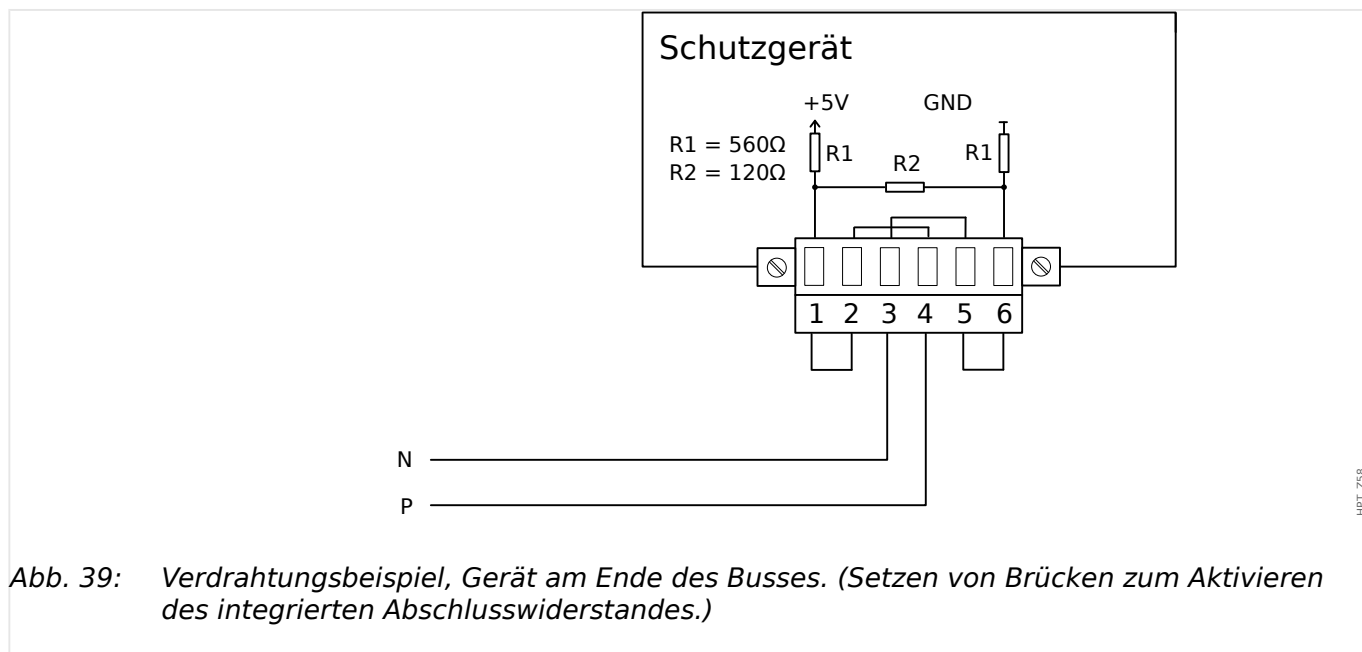 Schutzgerät
+5V GND
R1 = 560Ω
R2 = 120Ω
R1 R2 R1
1 2 3 4 5 6
N
P
HPT_Z58
Abb. 39: Verdrahtungsbeispiel, Gerät am Ende des Busses. (Setzen von Brücken zum Aktivieren
des integrierten Abschlusswiderstandes.)